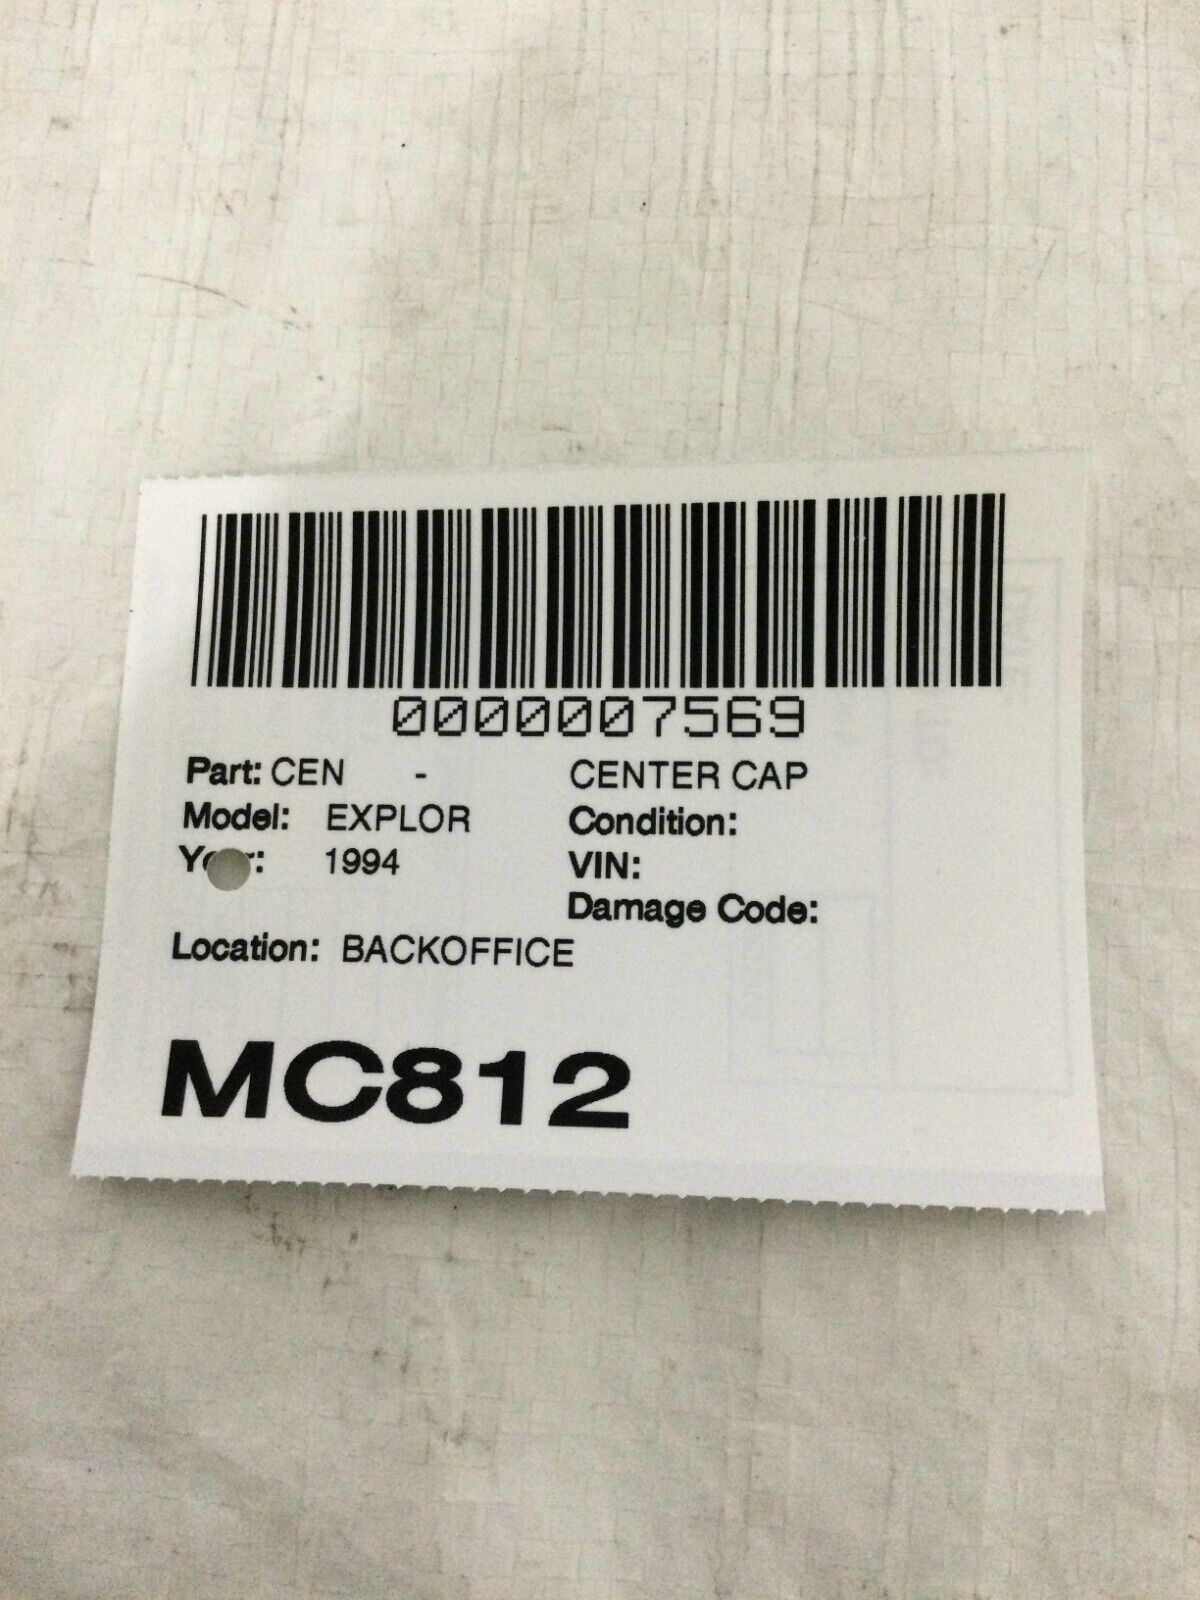 0000007569
Part: CEN - CENTER CAP
Model: EXPLOR Condition:
1994 VIN:
Damage Code:
Location: BACKOFFICE
MC812